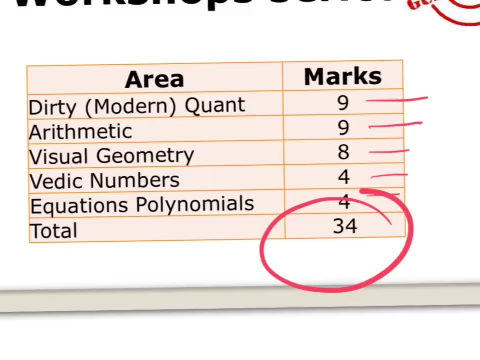 Area Marks
Dirty (Modern) Quant 9
Arithmetic 9
Visual Geometry 8
Vedic Numbers 4
Equations Polynomials 4
Total 34